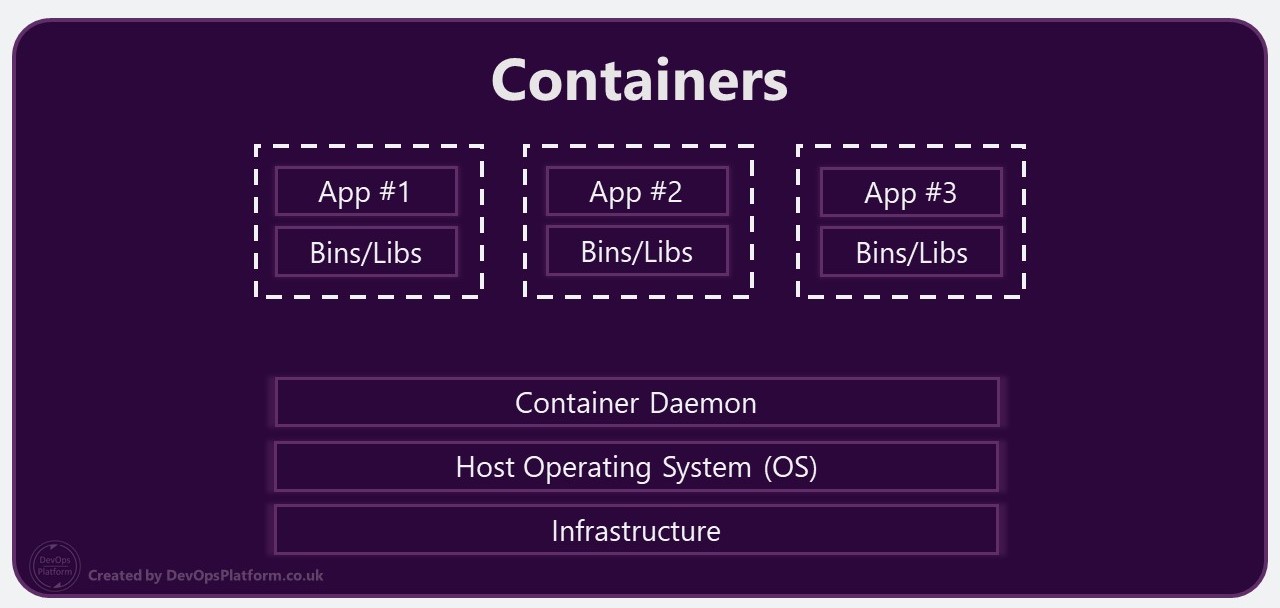 Containers
App #1
App #2
App #3
Bins/Libs
Bins/Libs
Bins/Libs
Container Daemon
Host Operating System (OS)
Infrastructure
DevOps
Platform
Created by DevOpsPlatform.co.uk